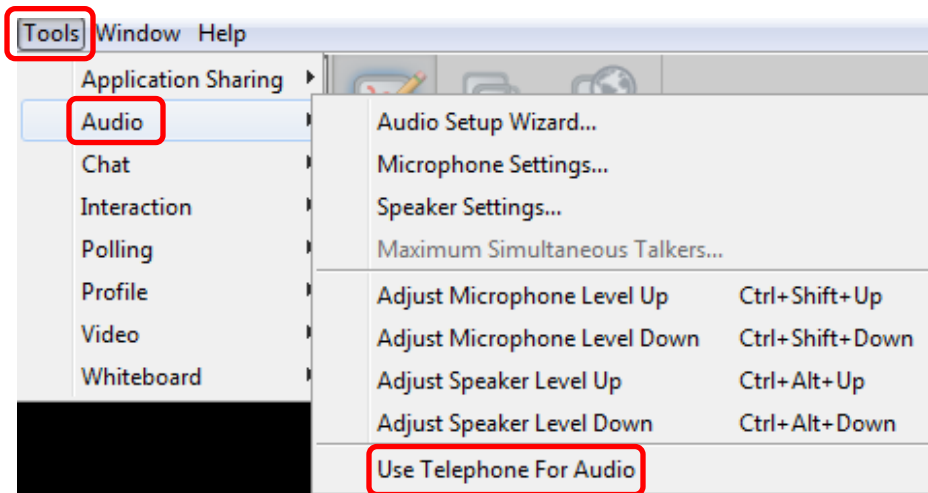 Tools Window Help
Application Sharing
Audio
Chat
Interaction
Polling
Profile
Video
Whiteboard
Audio Setup Wizard...
Microphone Settings...
Speaker Settings...
Maximum Simultaneous Talkers...
Adjust Microphone Level Up Ctrl+Shift+Up
Adjust Microphone Level Down Ctrl+Shift+Down
Adjust Speaker Level Up Ctrl+Alt+Up
Adjust Speaker Level Down Ctrl+Alt+Down
Use Telephone For Audio